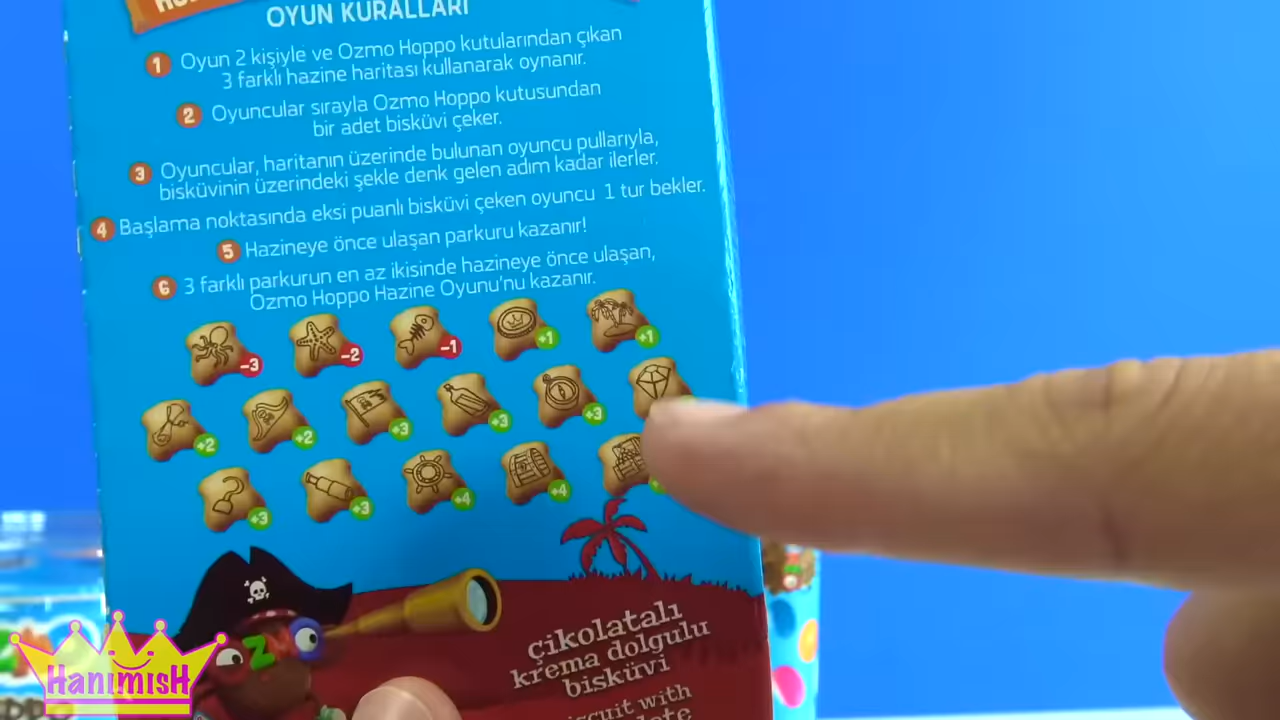 OYUN KURALLARI
1 Oyun 2 kişiyle ve Ozmo Hoppo kutularından çıkan
3 farklı hazine haritası kullanarak oynanır.
2 Oyuncular sırayla Ozmo Hoppo kutusundan
bir adet bisküvi çeker.
3 Oyuncular, haritanın üzerinde bulunan oyuncu pullarıyla,
bisküvinin üzerindeki şekle denk gelen adım kadar ilerler.
4 Başlama noktasında eksi puanlı bisküvi çeken oyuncu 1 tur bekler.
5 Hazineye önce ulaşan parkuru kazanır!
6 3 farklı parkurun en az ikisinde hazineye önce ulaşan,
Ozmo Hoppo Hazine Oyunu'nu kazanır.
-3 -2 -1 +1 +1
+2 +2 +3 +3 +3
+3 +3 +4 +4
çikolatalı
krema dolgulu
bisküvi
biscuit with
HanimisH